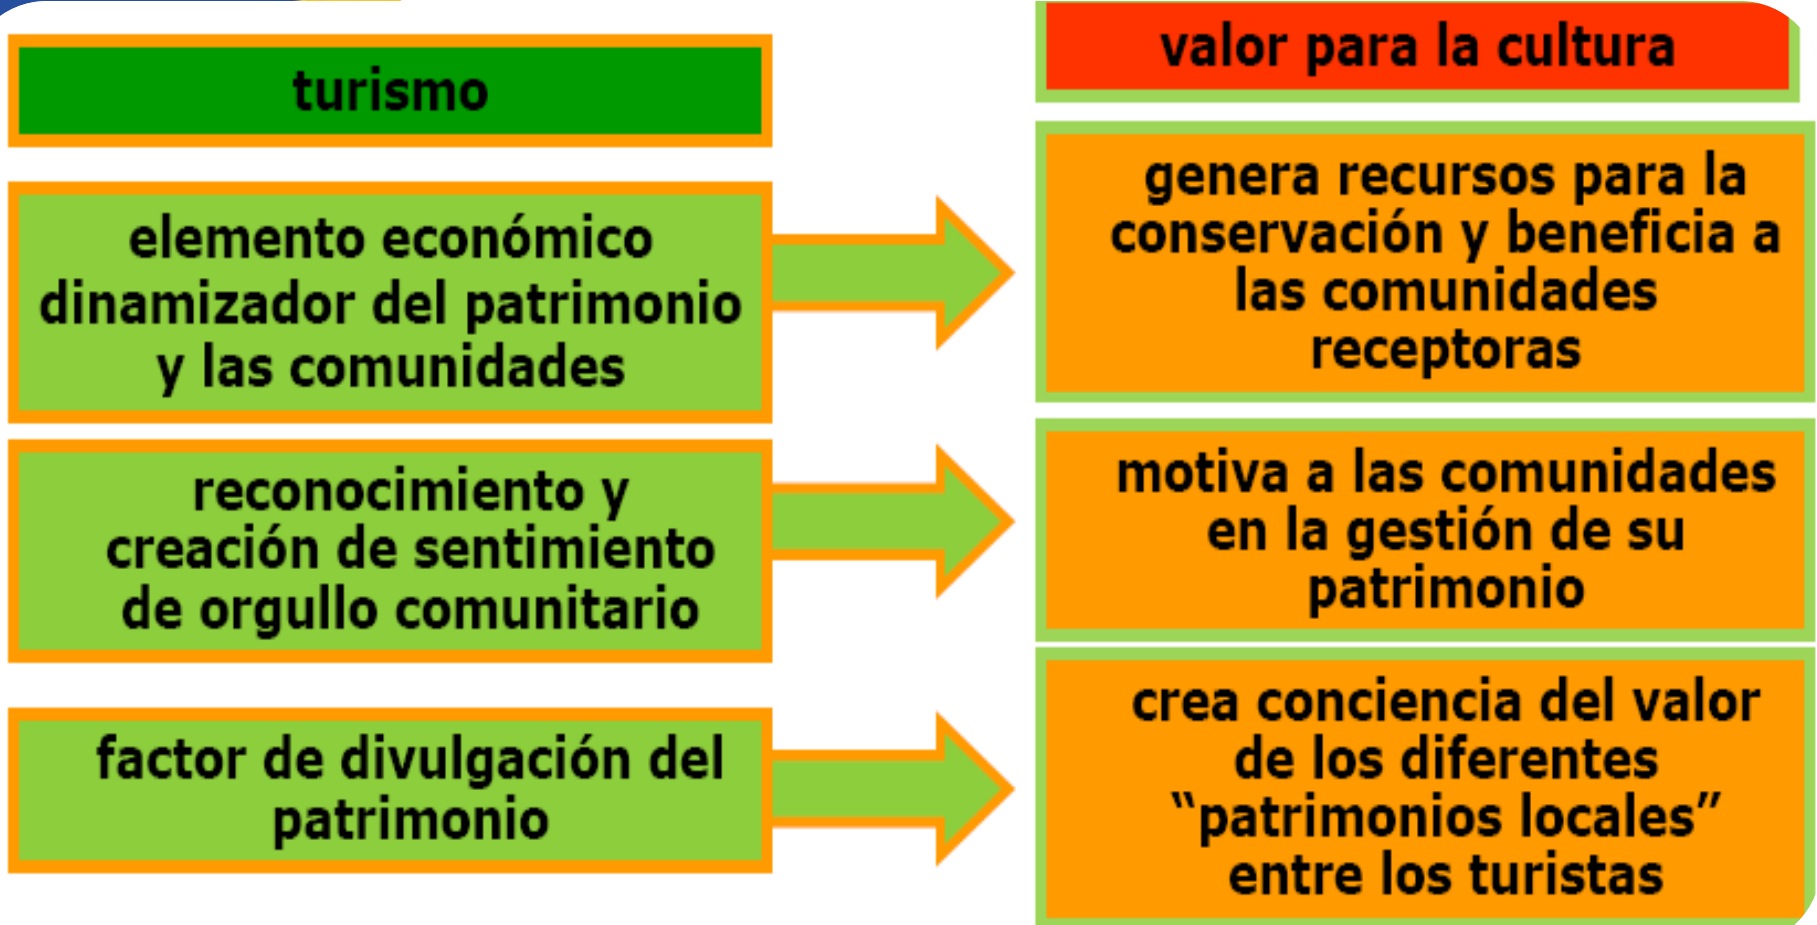 turismo
valor para la cultura
elemento económico
dinamizador del patrimonio
y las comunidades
genera recursos para la
conservación y beneficia a
las comunidades
receptoras
reconocimiento y
creación de sentimiento
de orgullo comunitario
motiva a las comunidades
en la gestión de su
patrimonio
factor de divulgación del
patrimonio
crea conciencia del valor
de los diferentes
“patrimonios locales”
entre los turistas